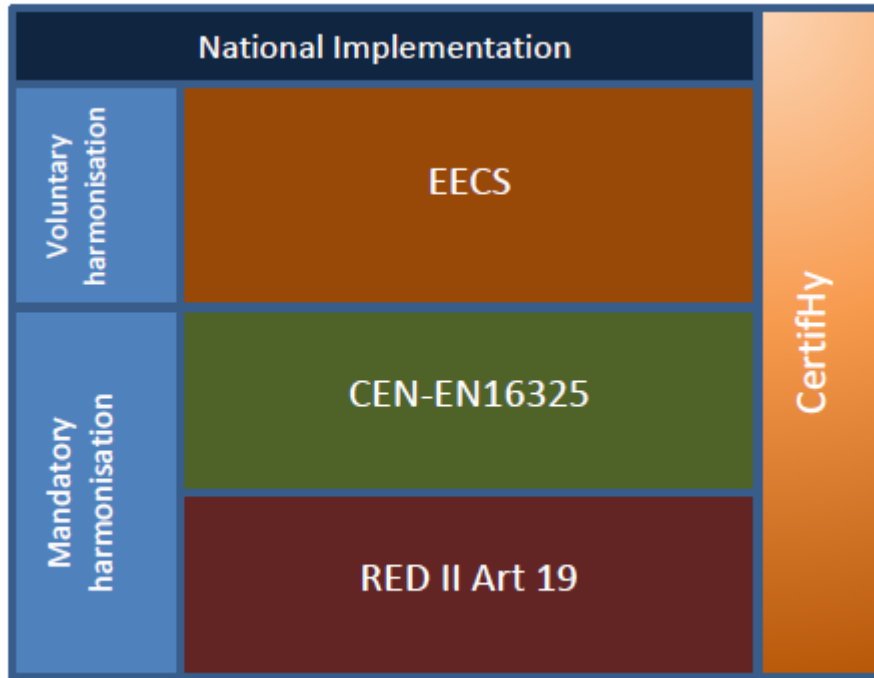 National Implementation
Voluntary
harmonisation
EECS
Mandatory
harmonisation
CEN-EN16325
RED II Art 19
CertifHy